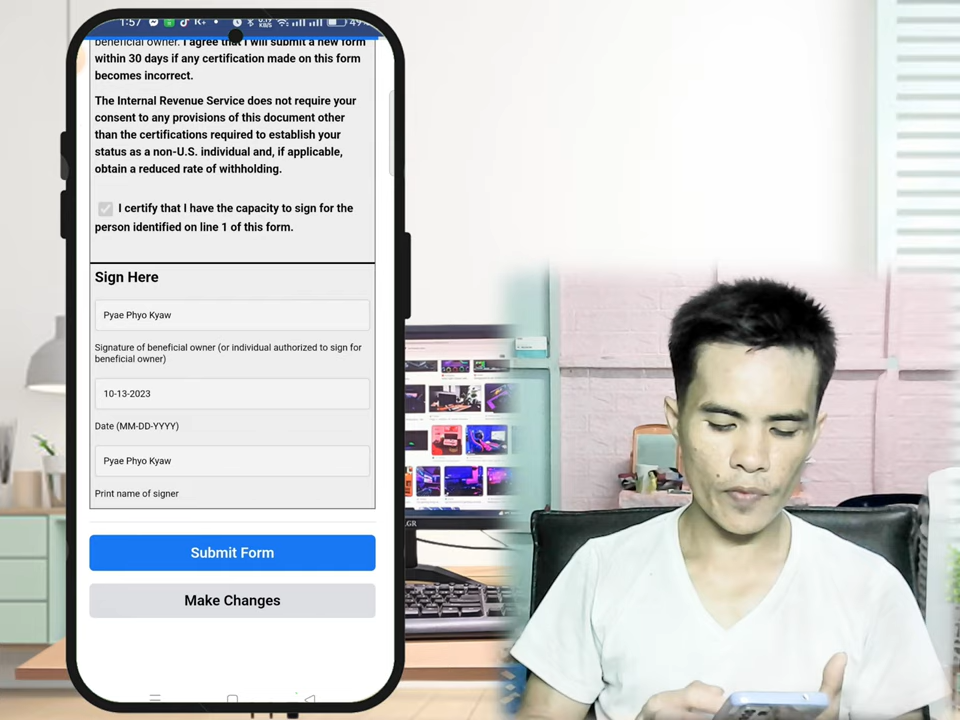 1:57
49
beneficial owner. I agree that I will submit a new form
within 30 days if any certification made on this form
becomes incorrect.
The Internal Revenue Service does not require your
consent to any provisions of this document other
than the certifications required to establish your
status as a non-U.S. individual and, if applicable,
obtain a reduced rate of withholding.
I certify that I have the capacity to sign for the
person identified on line 1 of this form.
Sign Here
Pyae Phyo Kyaw
Signature of beneficial owner (or individual authorized to sign for
beneficial owner)
10-13-2023
Date (MM-DD-YYYY)
Pyae Phyo Kyaw
Print name of signer
Submit Form
Make Changes